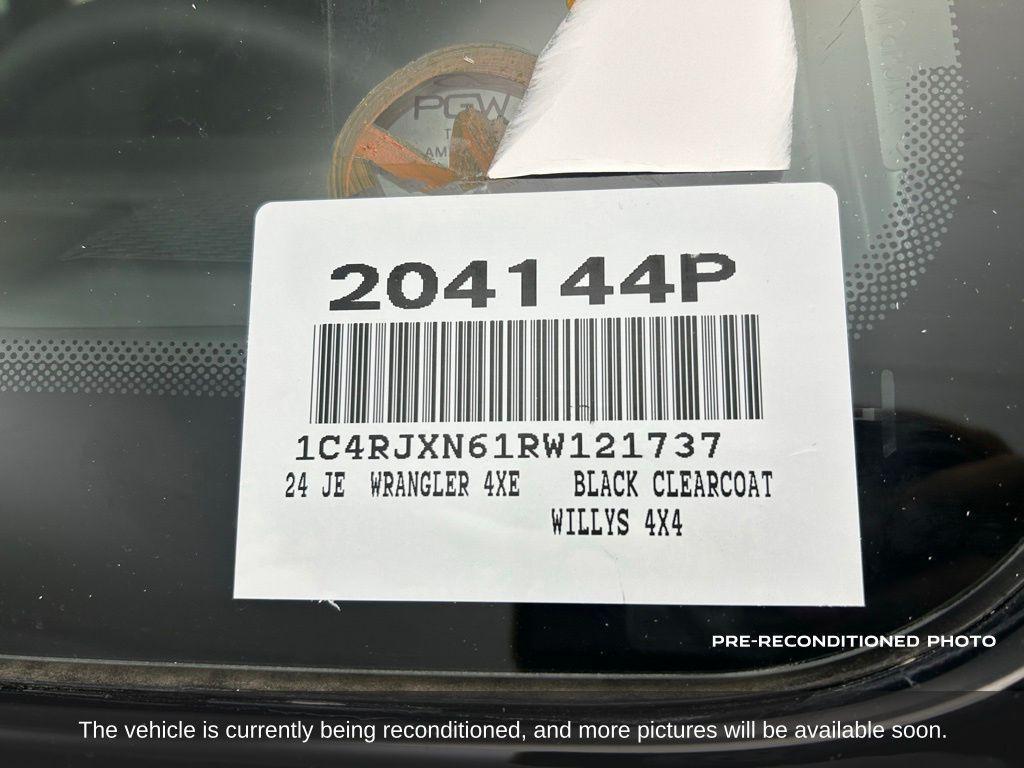 PGW
204144P
1C4RJXN61RW121737
24 JE WRANGLER 4XE BLACK CLEARCOAT
WILLYS 4X4
PRE-RECONDITIONED PHOTO
The vehicle is currently being reconditioned, and more pictures will be available soon.